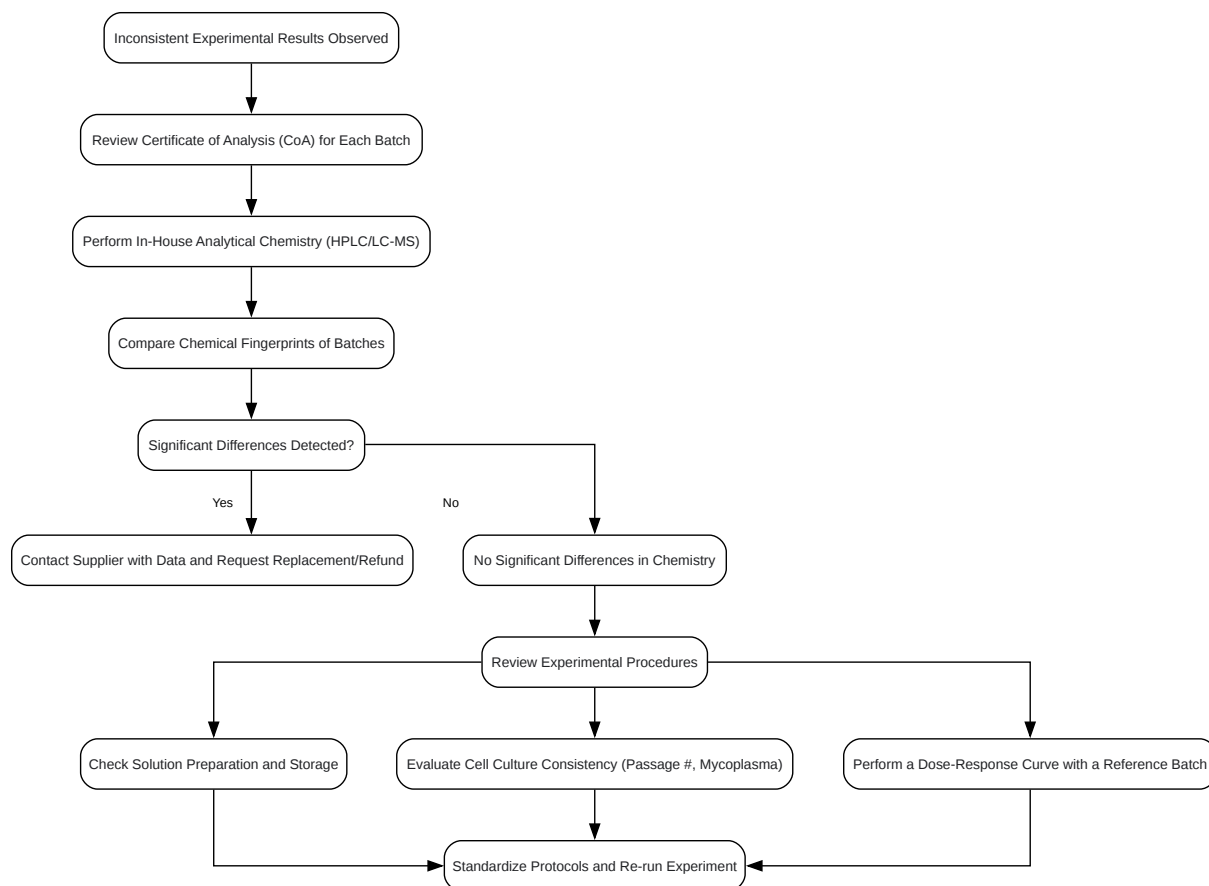 Inconsistent Experimental Results Observed
Review Certificate of Analysis (CoA) for Each Batch
Perform In-House Analytical Chemistry (HPLC/LC-MS)
Compare Chemical Fingerprints of Batches
Significant Differences Detected?
Yes
No
Contact Supplier with Data and Request Replacement/Refund
No Significant Differences in Chemistry
Review Experimental Procedures
Check Solution Preparation and Storage
Evaluate Cell Culture Consistency (Passage #, Mycoplasma)
Perform a Dose-Response Curve with a Reference Batch
Standardize Protocols and Re-run Experiment